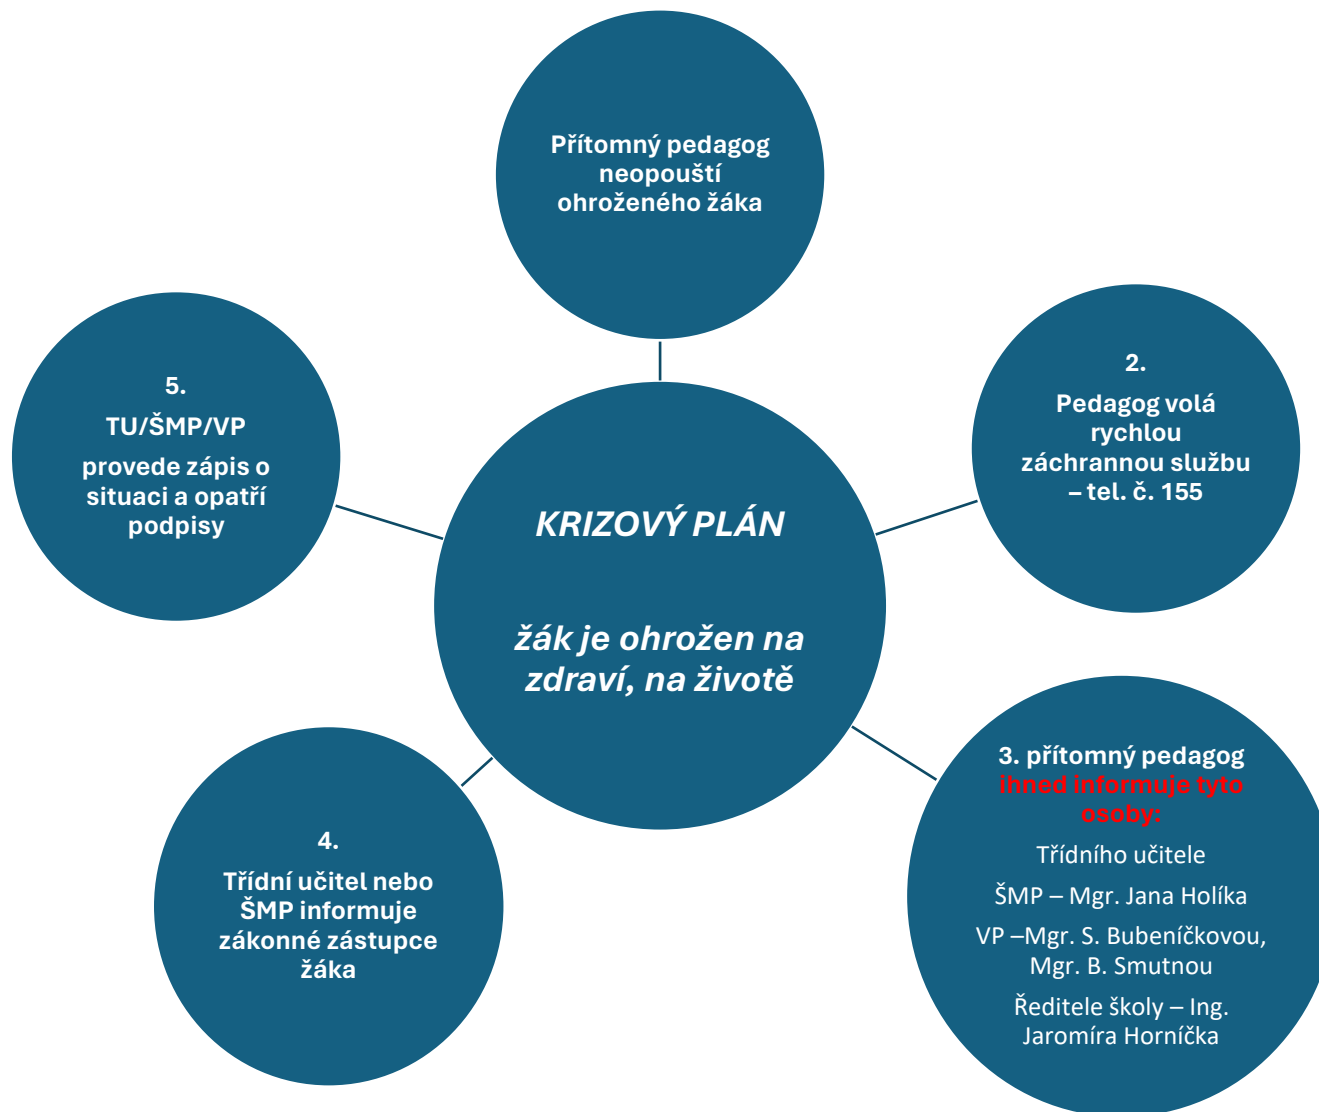 Přítomný pedagog
neopouští
ohroženého žáka
2.
Pedagog volá
rychlou
záchrannou službu
– tel. č. 155
3. přítomný pedagog
ihned informuje tyto
osoby:
Třídního učitele
ŠMP – Mgr. Jana Holíka
VP –Mgr. S. Bubeníčkovou,
Mgr. B. Smutnou
Ředitele školy – Ing.
Jaromíra Horníčka
4.
Třídní učitel nebo
ŠMP informuje
zákonné zástupce
žáka
5.
TU/ŠMP/VP
provede zápis o
situaci a opatří
podpisy
KRIZOVÝ PLÁN
žák je ohrožen na
zdraví, na životě